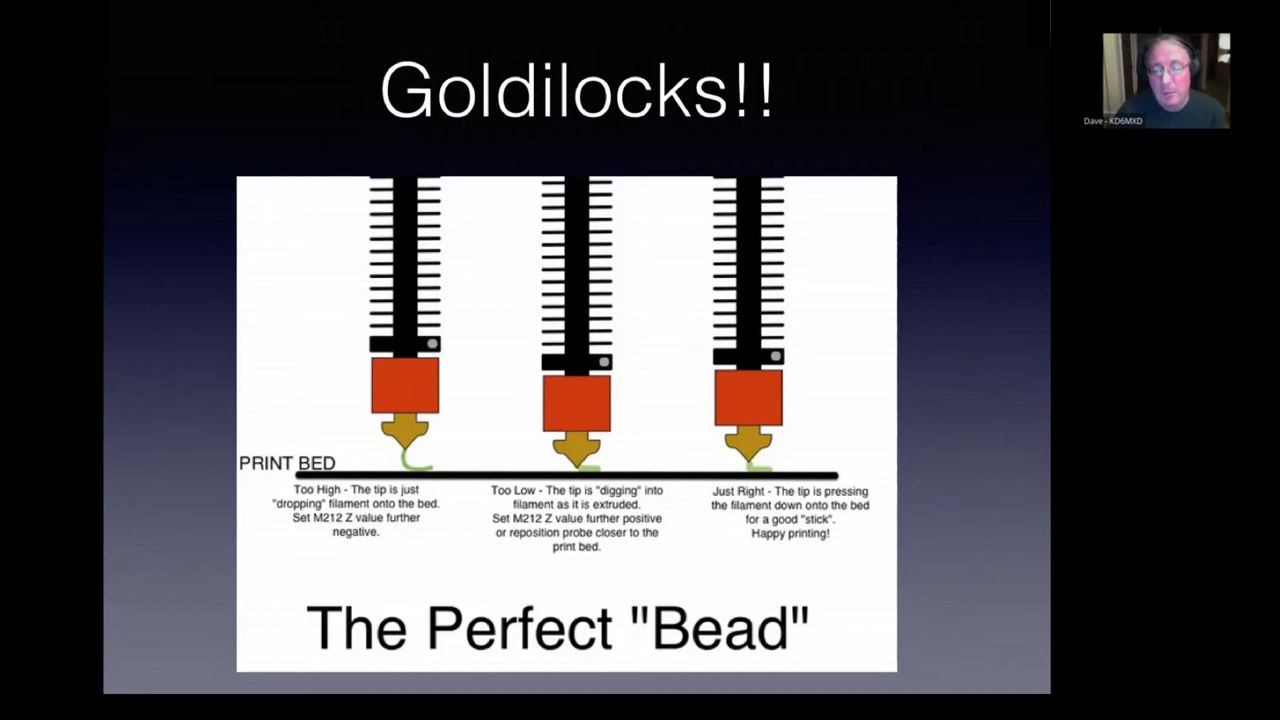 Goldilocks!!
Dave - KD6MXD
PRINT BED
Too High - The tip is just
"dropping" filament onto the bed.
Set M212 Z value further
negative.
Too Low - The tip is "digging" into
filament as it is extruded.
Set M212 Z value further positive
or reposition probe closer to the
print bed.
Just Right - The tip is pressing
the filament down onto the bed
for a good "stick".
Happy printing!
The Perfect "Bead"